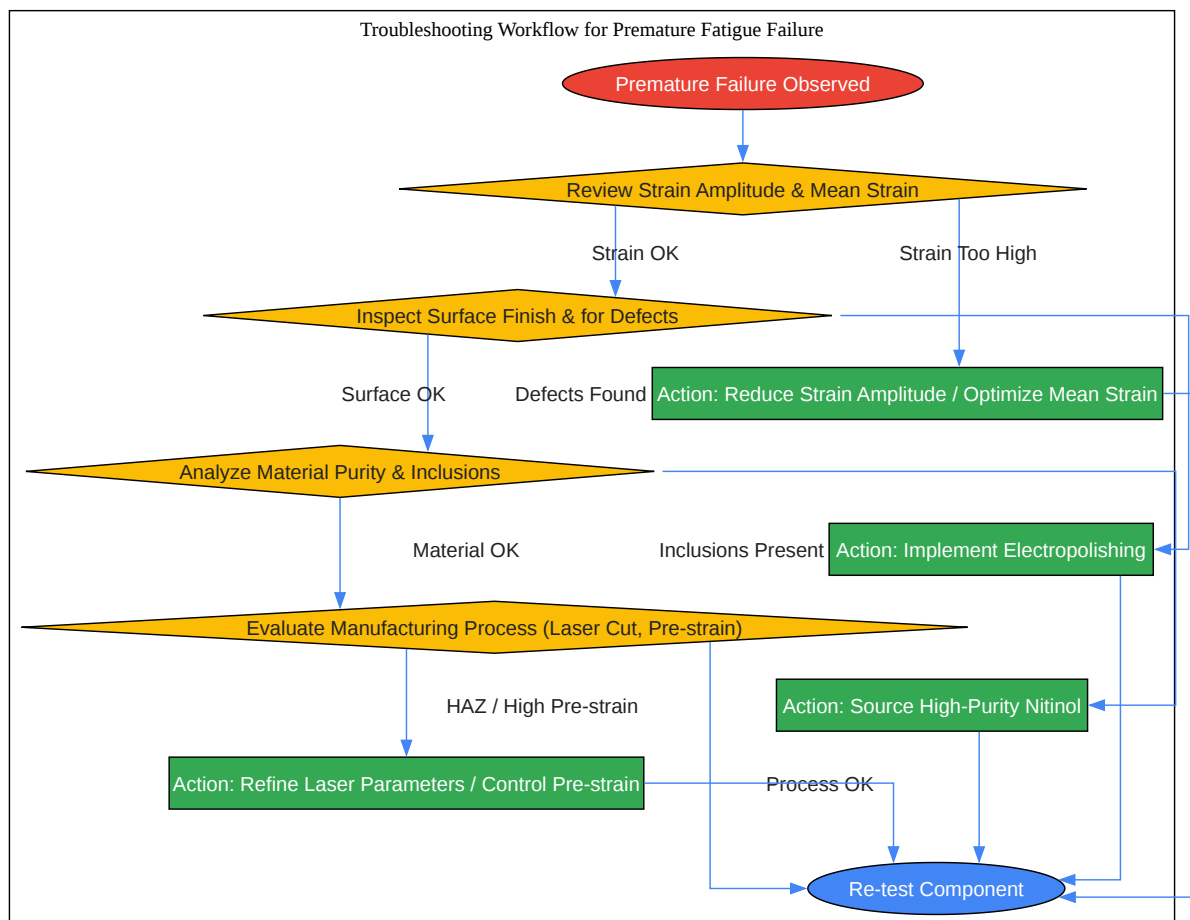 Troubleshooting Workflow for Premature Fatigue Failure
Premature Failure Observed
Review Strain Amplitude & Mean Strain
Strain OK
Strain Too High
Inspect Surface Finish & for Defects
Surface OK
Defects Found
Action: Reduce Strain Amplitude / Optimize Mean Strain
Analyze Material Purity & Inclusions
Material OK
Inclusions Present
Action: Implement Electropolishing
Evaluate Manufacturing Process (Laser Cut, Pre-strain)
HAZ / High Pre-strain
Action: Source High-Purity Nitinol
Action: Refine Laser Parameters / Control Pre-strain
Process OK
Re-test Component